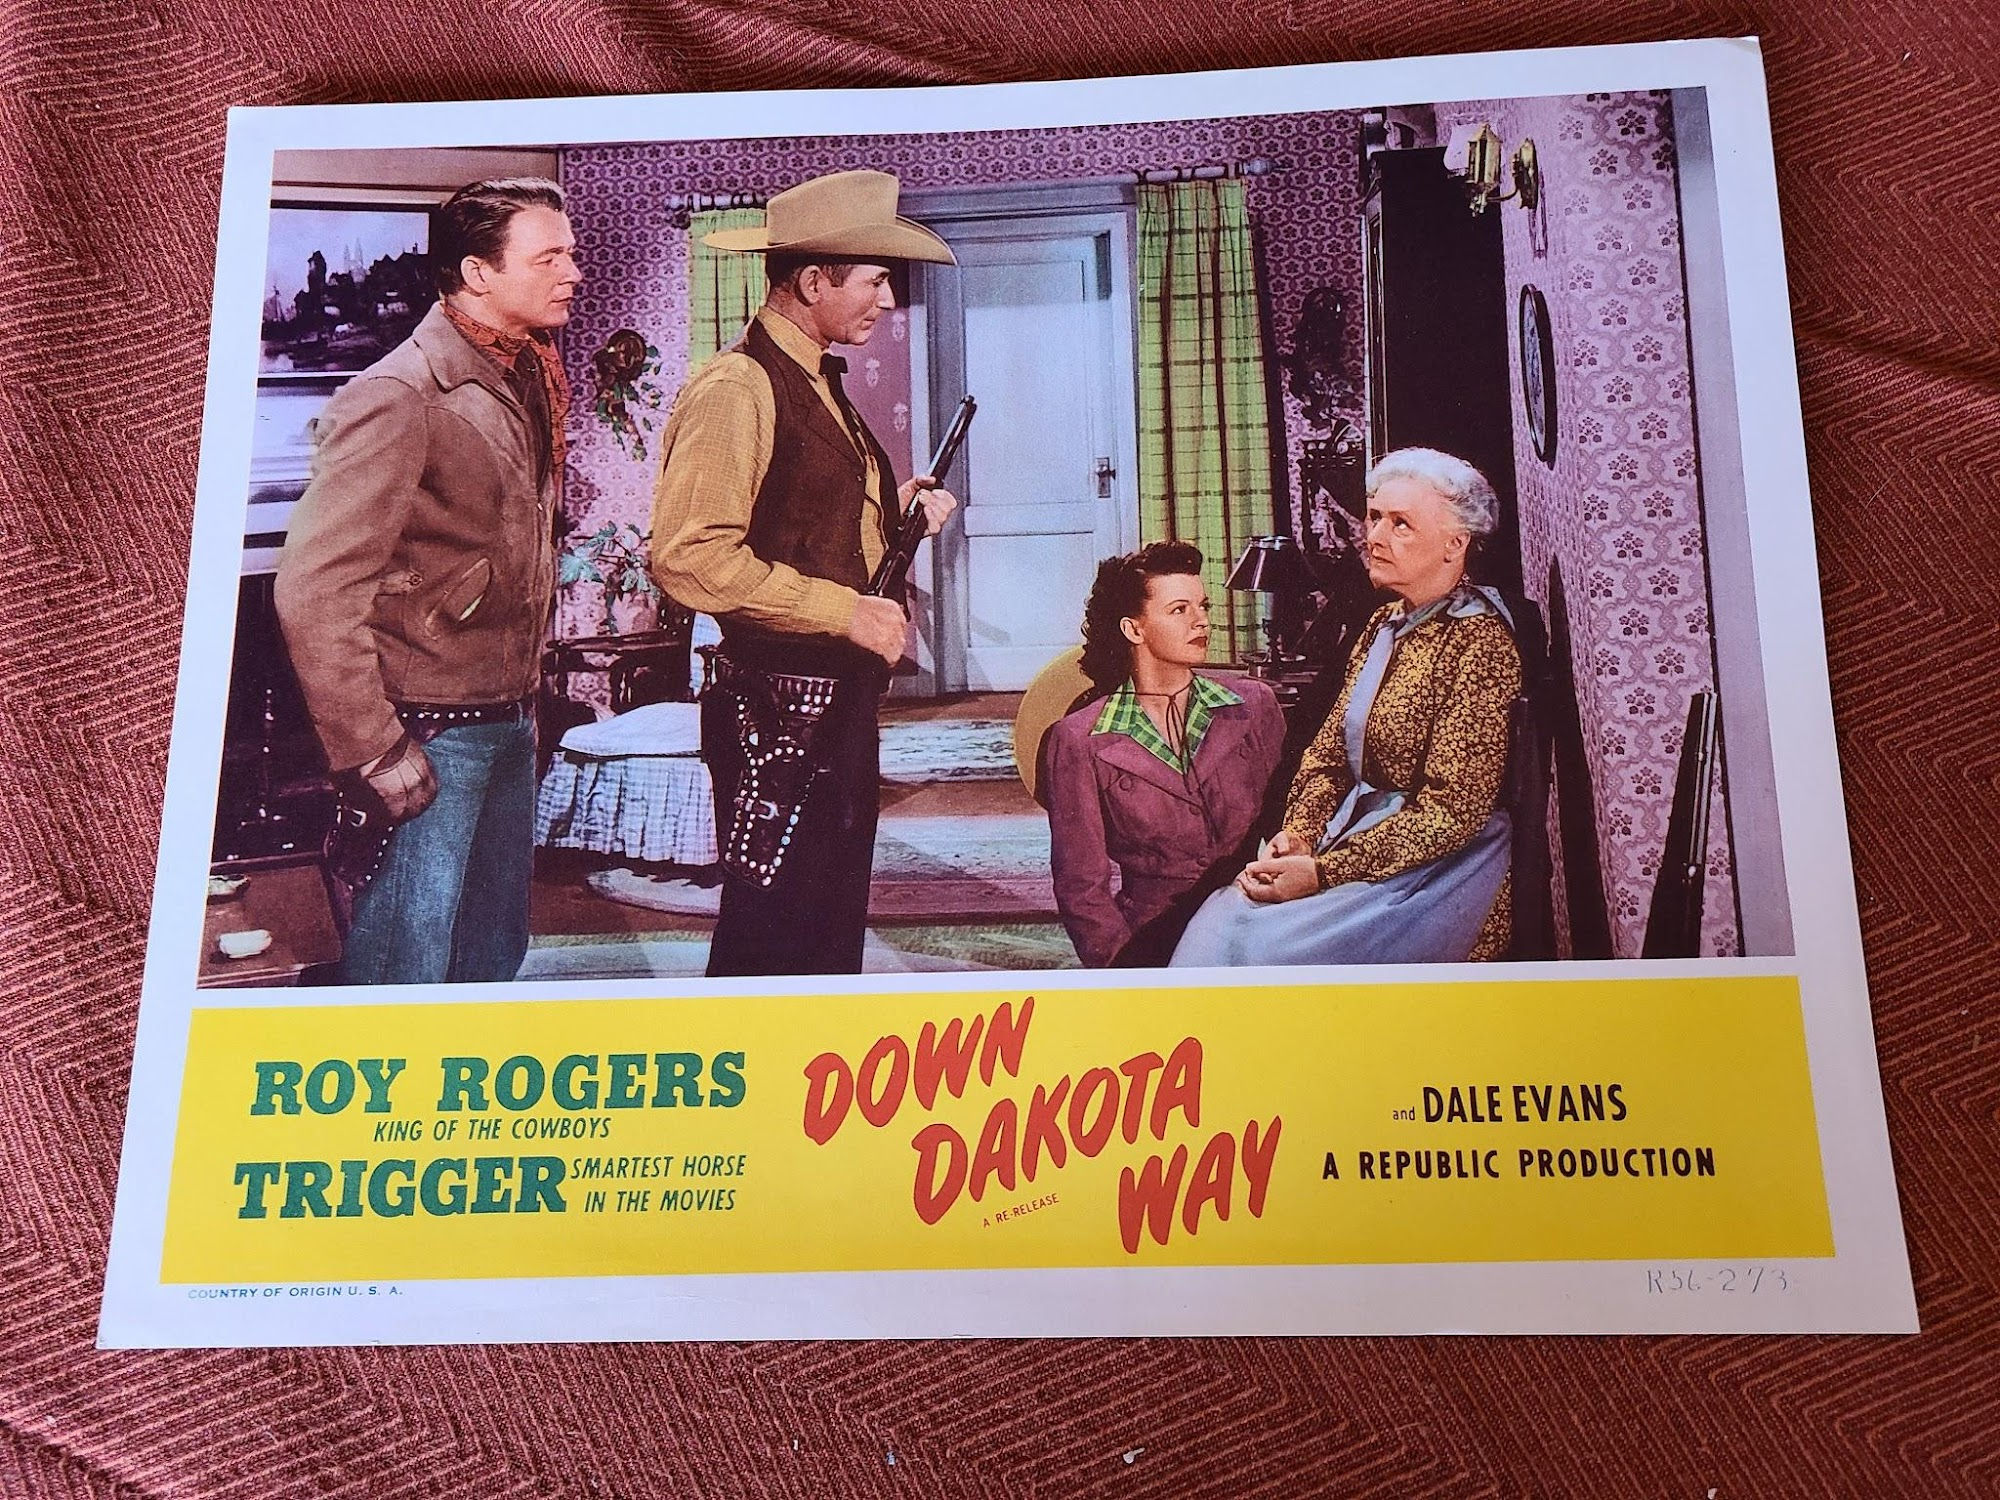 ROY ROGERS
KING OF THE COWBOYS
TRIGGER SMARTEST HORSE
IN THE MOVIES
DOWN
DAKOTA
WAY
A RE-RELEASE
and DALE EVANS
A REPUBLIC PRODUCTION
COUNTRY OF ORIGIN U. S. A.
R56-273